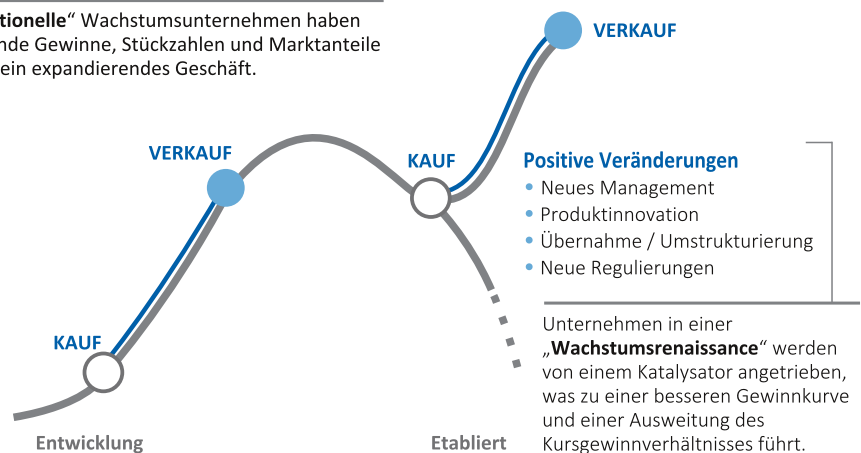 tionelle“ Wachstumsunternehmen haben
nde Gewinne, Stückzahlen und Marktanteile
ein expandierendes Geschäft.
VERKAUF
VERKAUF
KAUF
KAUF
Positive Veränderungen
• Neues Management
• Produktinnovation
• Übernahme / Umstrukturierung
• Neue Regulierungen
Unternehmen in einer
„Wachstumsrenaissance“ werden
von einem Katalysator angetrieben,
was zu einer besseren Gewinnkurve
und einer Ausweitung des
Kursgewinnverhältnisses führt.
Entwicklung
Etabliert